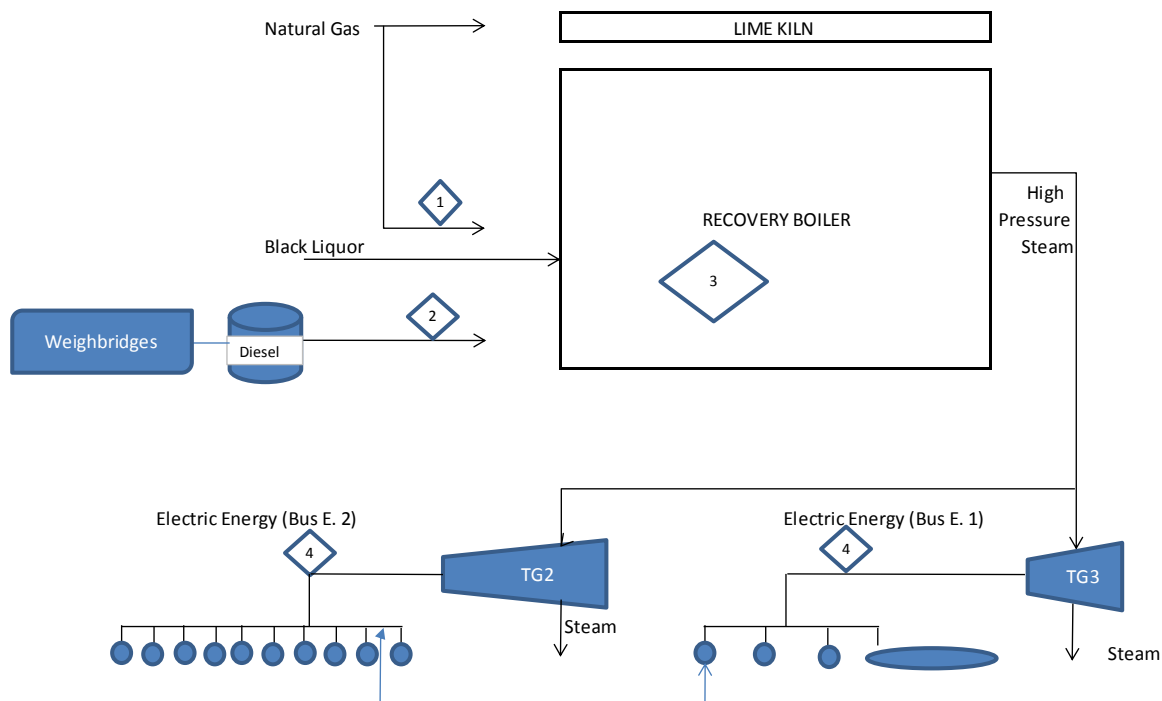 Natural Gas
LIME KILN
1
High
Pressure
Steam
RECOVERY BOILER
Black Liquor
3
2
Weighbridges
Diesel
Electric Energy (Bus E. 2)
Electric Energy (Bus E. 1)
4
4
TG2
TG3
Steam
Steam